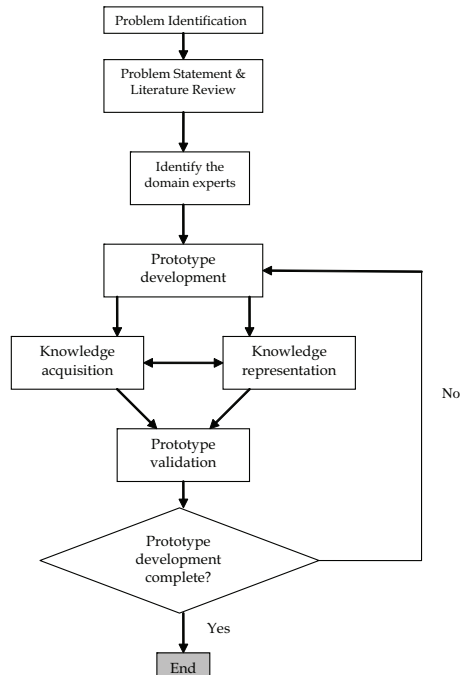 Problem Identification
Problem Statement &
Literature Review
Identify the
domain experts
Prototype
development
Knowledge
acquisition
Knowledge
representation
No
Prototype
validation
Prototype
development
complete?
Yes
End